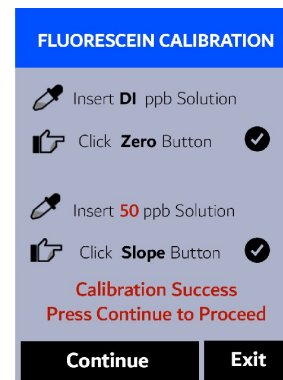 FLUORESCEIN CALIBRATION
Insert DI ppb Solution
Click Zero Button
Insert 50 ppb Solution
Click Slope Button
Calibration Success
Press Continue to Proceed
Continue Exit